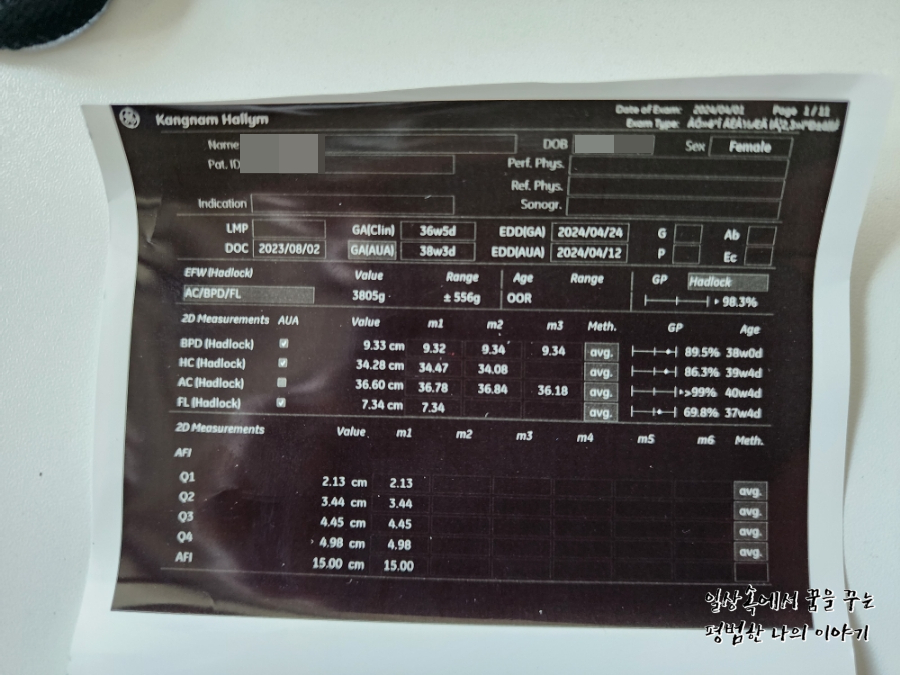 Kangnam Hallym
Date of Exam: 2024/04/01 Page 1 / 11
Exam Type:
Name DOB Sex Female
Pat. ID Perf. Phys.
Ref. Phys.
Indication Sonogr.
LMP GA(Clin) 36w5d EDD(GA) 2024/04/24 G Ab
DOC 2023/08/02 GA(AUA) 38w3d EDD(AUA) 2024/04/12 P Ec
EFW (Hadlock) Value Range Age Range GP Hadlock
AC/BPD/FL 3805g ± 556g OOR 98.3%
2D Measurements AUA Value m1 m2 m3 Meth. GP Age
BPD (Hadlock) 9.33 cm 9.32 9.34 9.34 avg. 89.5% 38w0d
HC (Hadlock) 34.28 cm 34.47 34.08 avg. 86.3% 39w4d
AC (Hadlock) 36.60 cm 36.78 36.84 36.18 avg. >99% 40w4d
FL (Hadlock) 7.34 cm 7.34 avg. 69.8% 37w4d
2D Measurements Value m1 m2 m3 m4 m5 m6 Meth.
AFI
Q1 2.13 cm 2.13 avg.
Q2 3.44 cm 3.44 avg.
Q3 4.45 cm 4.45 avg.
Q4 4.98 cm 4.98 avg.
AFI 15.00 cm 15.00
일상속에서 꿈을 꾸는
평범한 나의 이야기